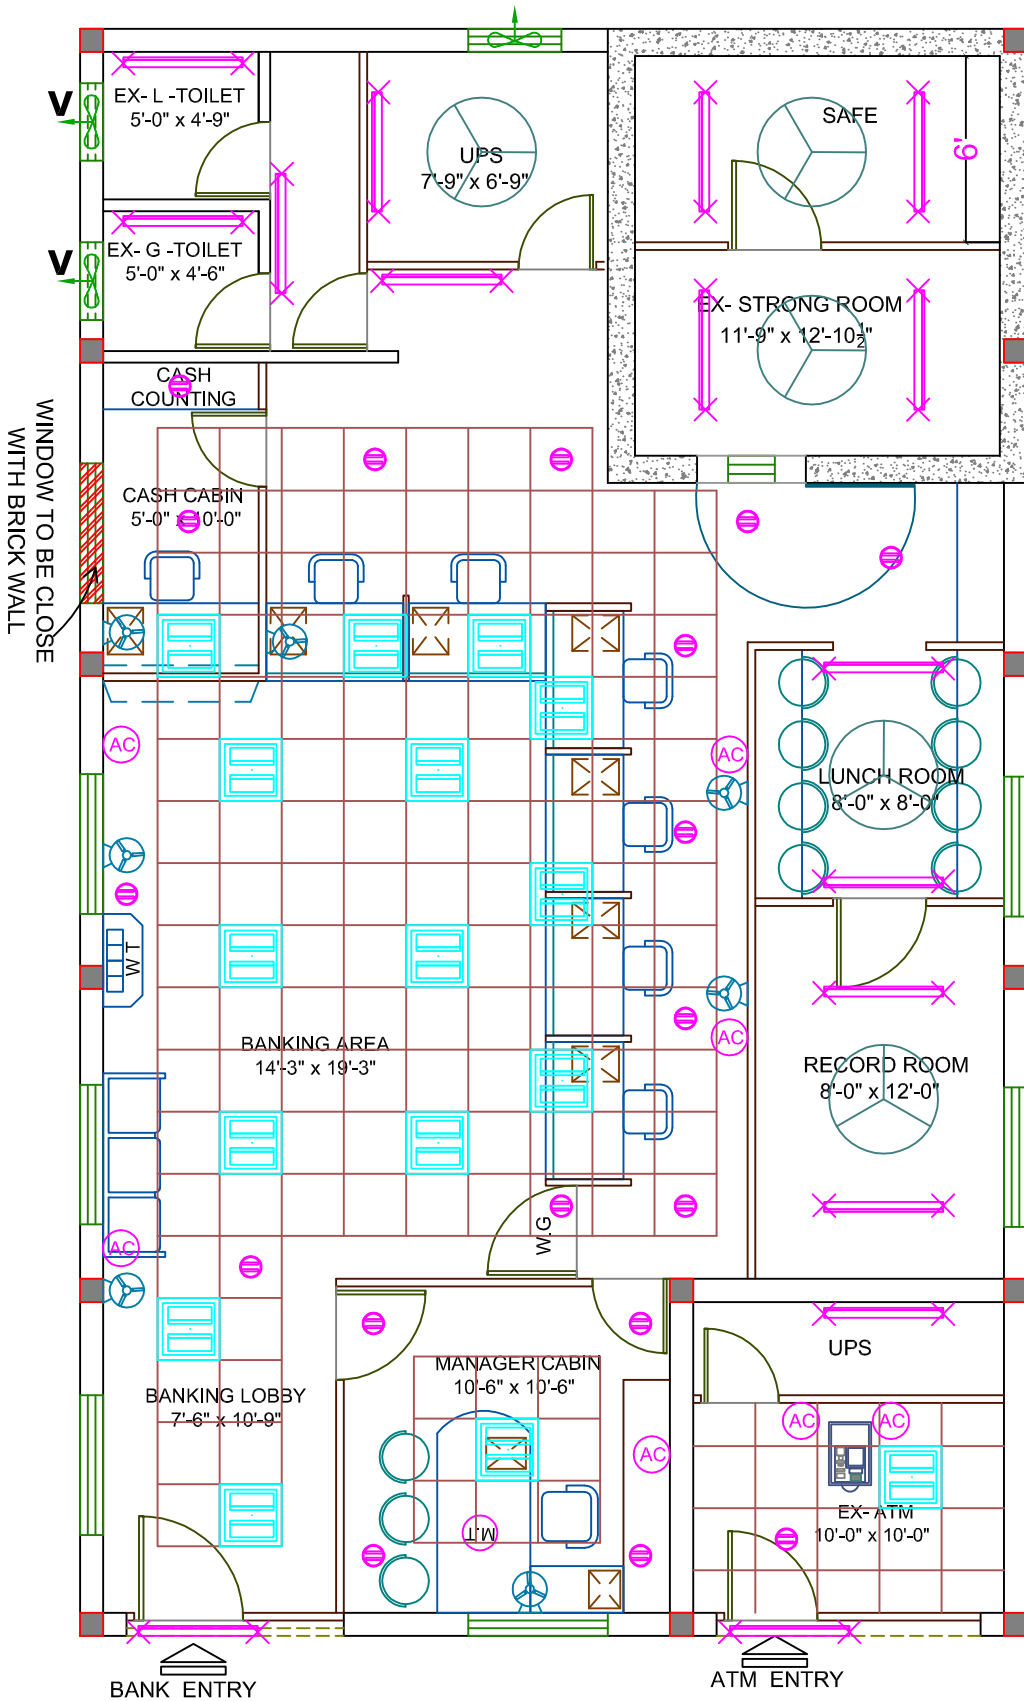 V
EX- L -TOILET
5'-0" x 4'-9"
UPS
7'-9" x 6'-9"
SAFE
6'
V
EX- G -TOILET
5'-0" x 4'-6"
EX- STRONG ROOM
11'-9" x 12'-10½"
CASH
COUNTING
WINDOW TO BE CLOSE
WITH BRICK WALL
CASH CABIN
5'-0" x 10'-0"
AC
AC
LUNCH ROOM
8'-0" x 8'-0"
W T
AC
BANKING AREA
14'-3" x 19'-3"
RECORD ROOM
8'-0" x 12'-0"
AC
W.G
UPS
MANAGER CABIN
10'-6" x 10'-6"
BANKING LOBBY
7'-6" x 10'-9"
AC
AC
AC
EX- ATM
10'-0" x 10'-0"
M.T
BANK ENTRY
ATM ENTRY